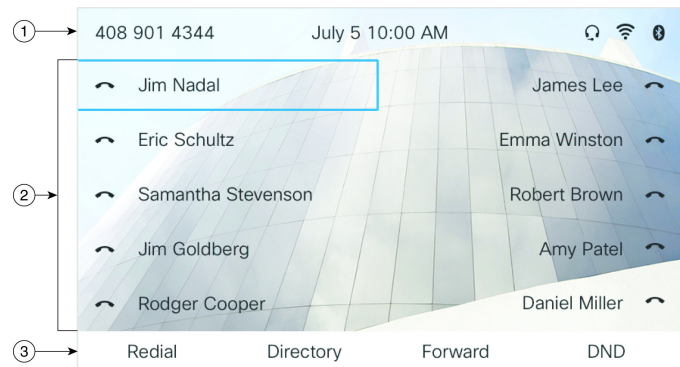 1 408 901 4344 July 5 10:00 AM
Jim Nadal James Lee
Eric Schultz Emma Winston
2 Samantha Stevenson Robert Brown
Jim Goldberg Amy Patel
Rodger Cooper Daniel Miller
3 Redial Directory Forward DND